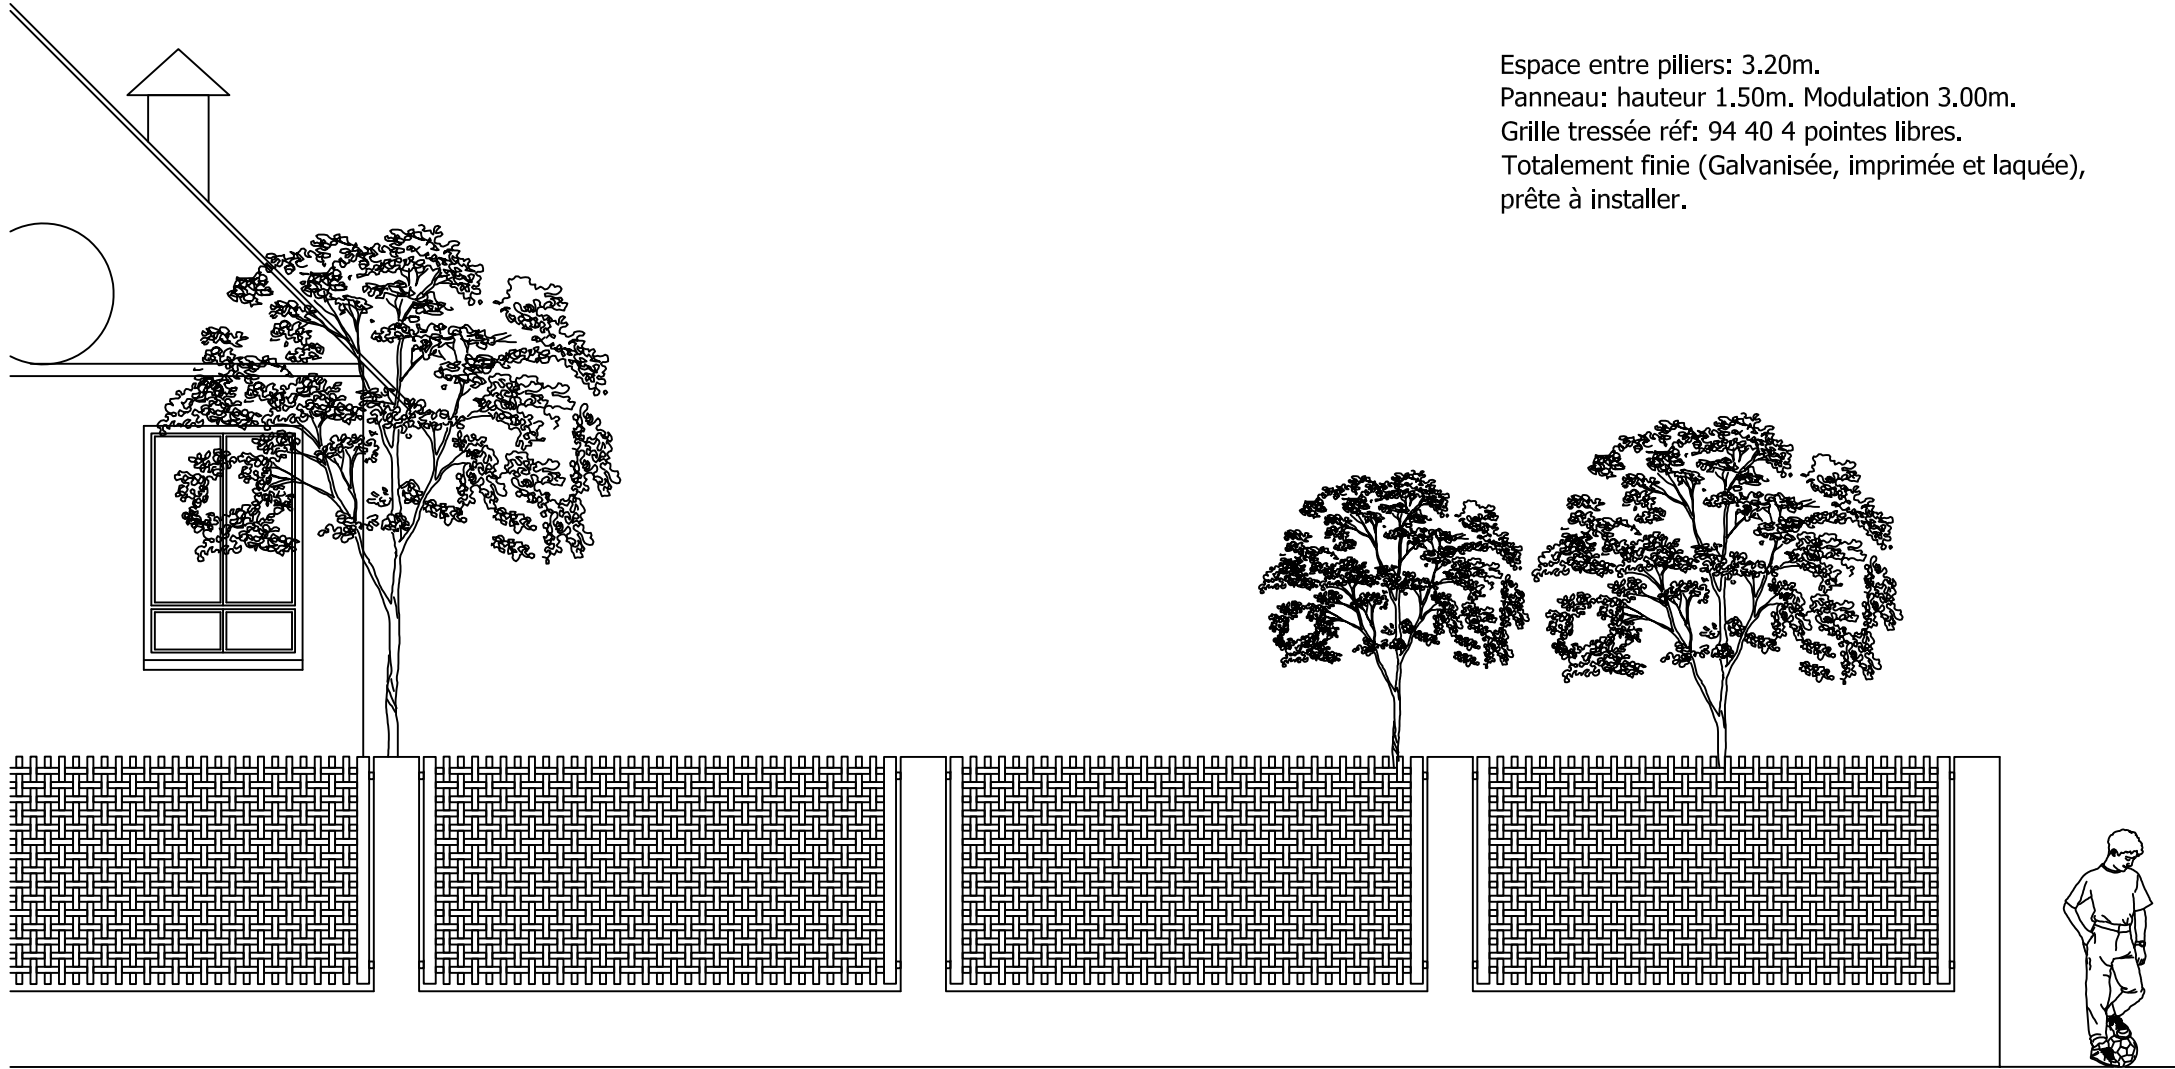 Espace entre piliers: 3.20m.
Panneau: hauteur 1.50m. Modulation 3.00m.
Grille tressée réf: 94 40 4 pointes libres.
Totalement finie (Galvanisée, imprimée et laquée),
prête à installer.